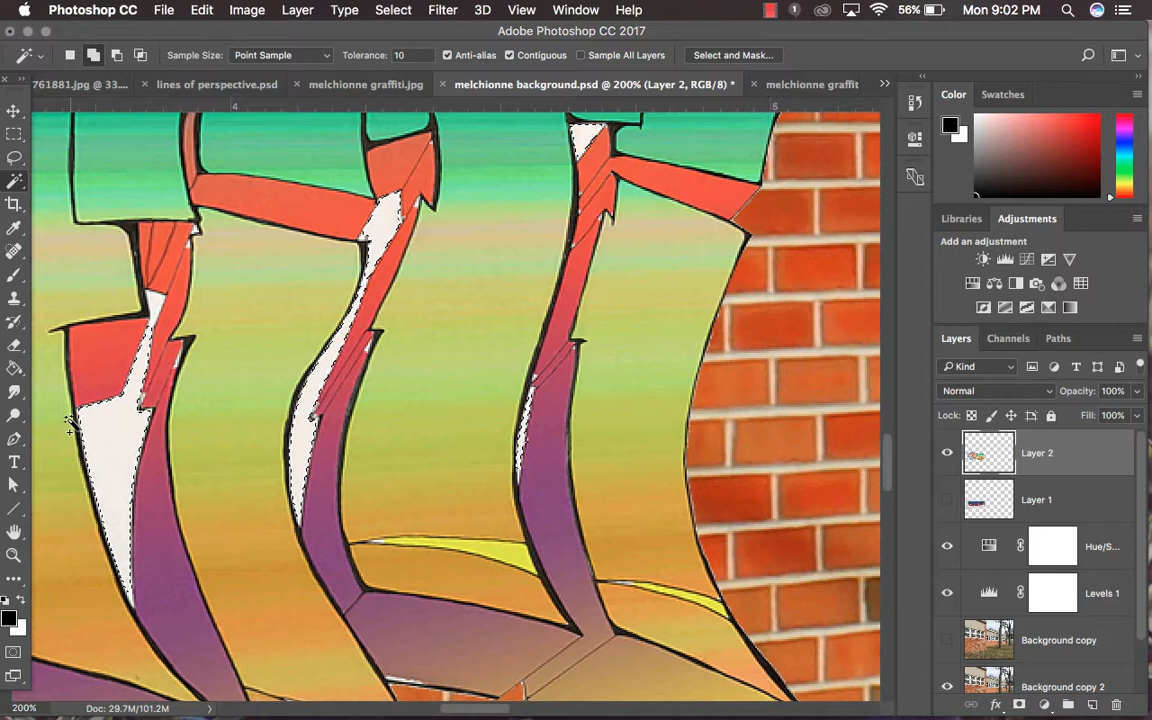 Photoshop CC File Edit Image Layer Type Select Filter 3D View Window Help 1 56% Mon 9:02 PM
Adobe Photoshop CC 2017
Sample Size: Point Sample Tolerance: 10 Anti-alias Contiguous Sample All Layers Select and Mask...
761881.jpg @ 33.... × lines of perspective.psd × melchionne graffiti.jpg × melchionne background.psd @ 200% (Layer 2, RGB/8) * × melchionne graffit
4 5
Color Swatches
Libraries Adjustments
Add an adjustment
Layers Channels Paths
Kind
Normal Opacity: 100%
Lock: Fill: 100%
Layer 2
Layer 1
Hue/S...
Levels 1
Background copy
Background copy 2
200% Doc: 29.7M/101.2M